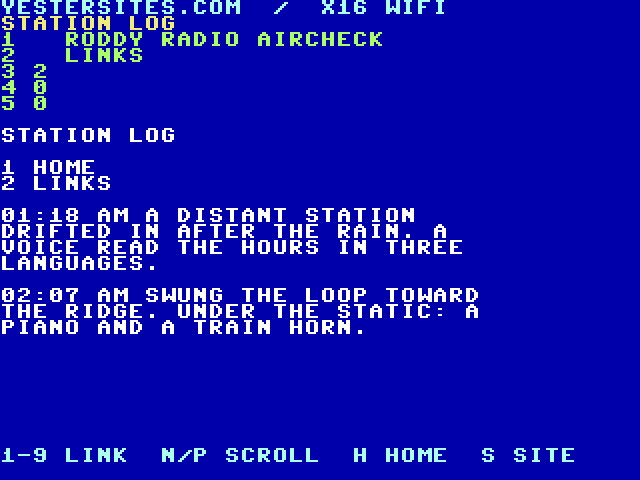 YESTERSITES.COM  /  X16 WIFI
STATION LOG
1   RODDY RADIO AIRCHECK
2   LINKS
3 2
4 0
5 0
STATION LOG
1 HOME
2 LINKS
01:18 AM A DISTANT STATION
DRIFTED IN AFTER THE RAIN. A
VOICE READ THE HOURS IN THREE
LANGUAGES.
02:07 AM SWUNG THE LOOP TOWARD
THE RIDGE. UNDER THE STATIC: A
PIANO AND A TRAIN HORN.
1-9 LINK  N/P SCROLL  H HOME  S SITE